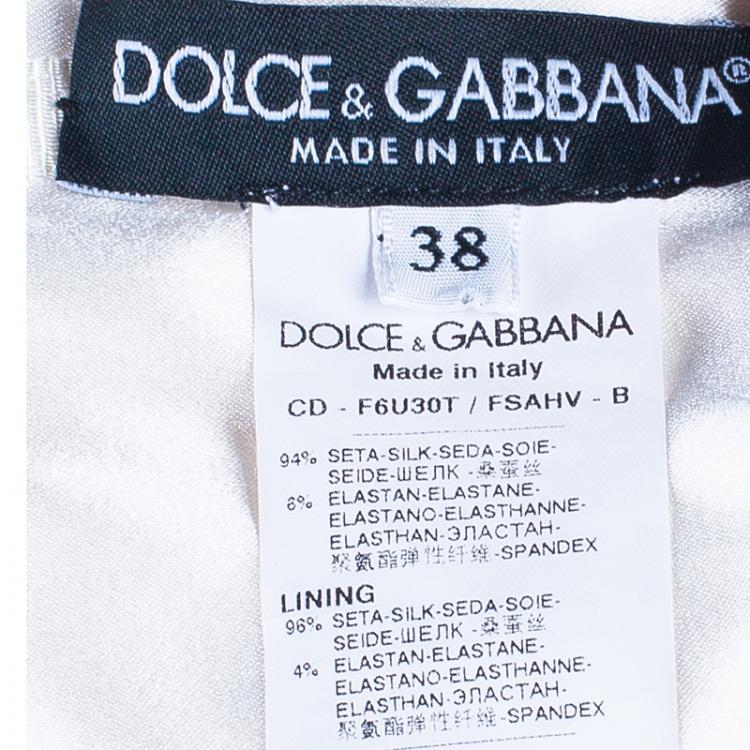 DOLCE & GABBANA®
MADE IN ITALY
38
DOLCE & GABBANA
Made in Italy
CD - F6U30T / FSAHV - B
94% SETA-SILK-SEDA-SOIE-
SEIDE-ШЕЛК -桑蚕丝
6% ELASTAN-ELASTANE-
ELASTANO-ELASTHANNE-
ELASTHAN-ЭЛАСТАН-
聚氨酯弹性纤维-SPANDEX
LINING
96% SETA-SILK-SEDA-SOIE-
SEIDE-ШЕЛК -桑蚕丝
4% ELASTAN-ELASTANE-
ELASTANO-ELASTHANNE-
ELASTHAN-ЭЛАСТАН-
聚氨酯弹性纤维-SPANDEX